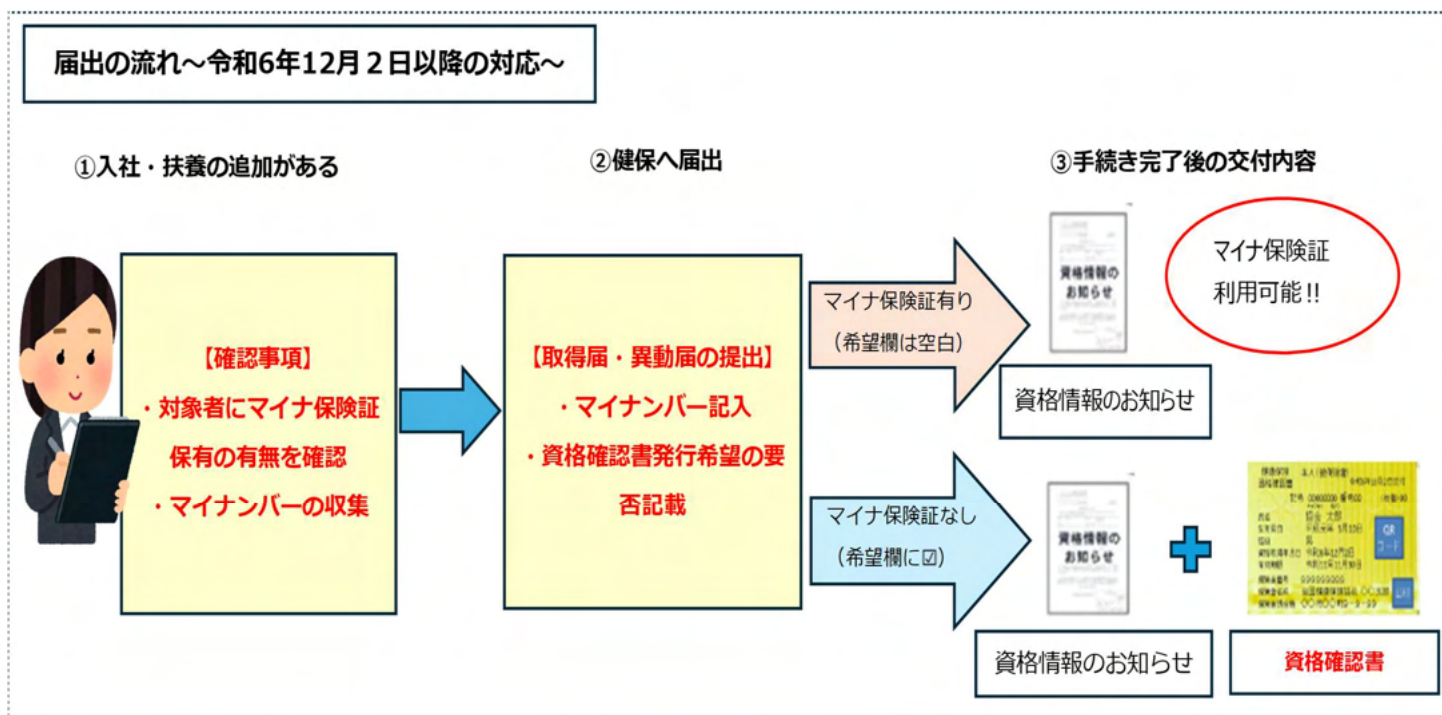 届出の流れ~令和6年12月2日以降の対応~
①入社・扶養の追加がある
②健保へ届出
③手続き完了後の交付内容
【確認事項】
・対象者にマイナ保険証
保有の有無を確認
・マイナンバーの収集
【取得届・異動届の提出】
・マイナンバー記入
・資格確認書発行希望の要
否記載
マイナ保険証有り
(希望欄は空白)
資格情報の
お知らせ
資格情報のお知らせ
マイナ保険証
利用可能!!
マイナ保険証なし
(希望欄に☑)
資格情報の
お知らせ
資格情報のお知らせ
QR
コード
資格確認書